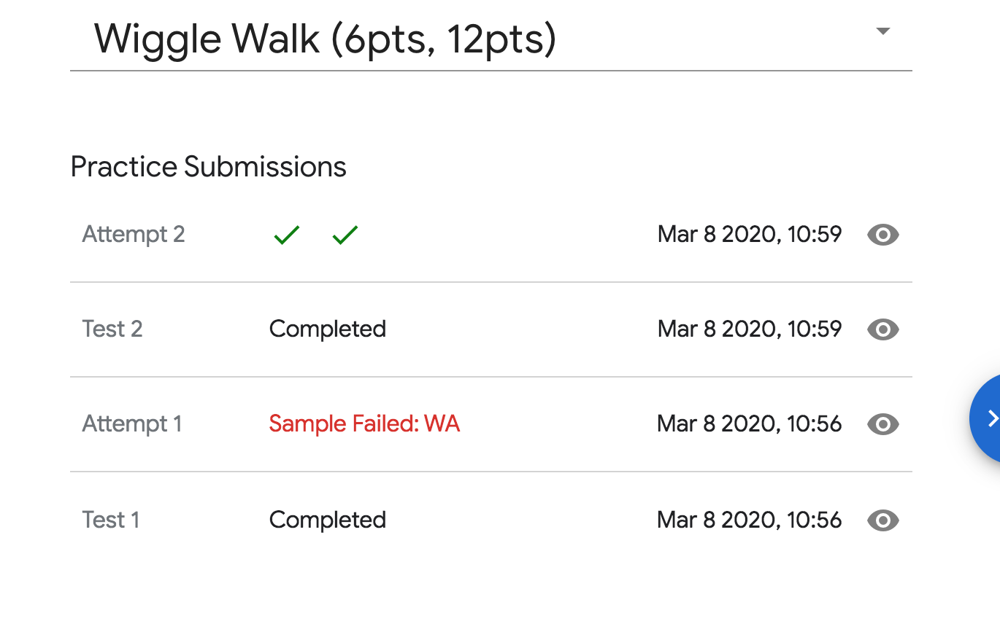 Wiggle Walk (6pts, 12pts)
Practice Submissions
Attempt 2 Mar 8 2020, 10:59
Test 2 Completed Mar 8 2020, 10:59
Attempt 1 Sample Failed: WA Mar 8 2020, 10:56
Test 1 Completed Mar 8 2020, 10:56